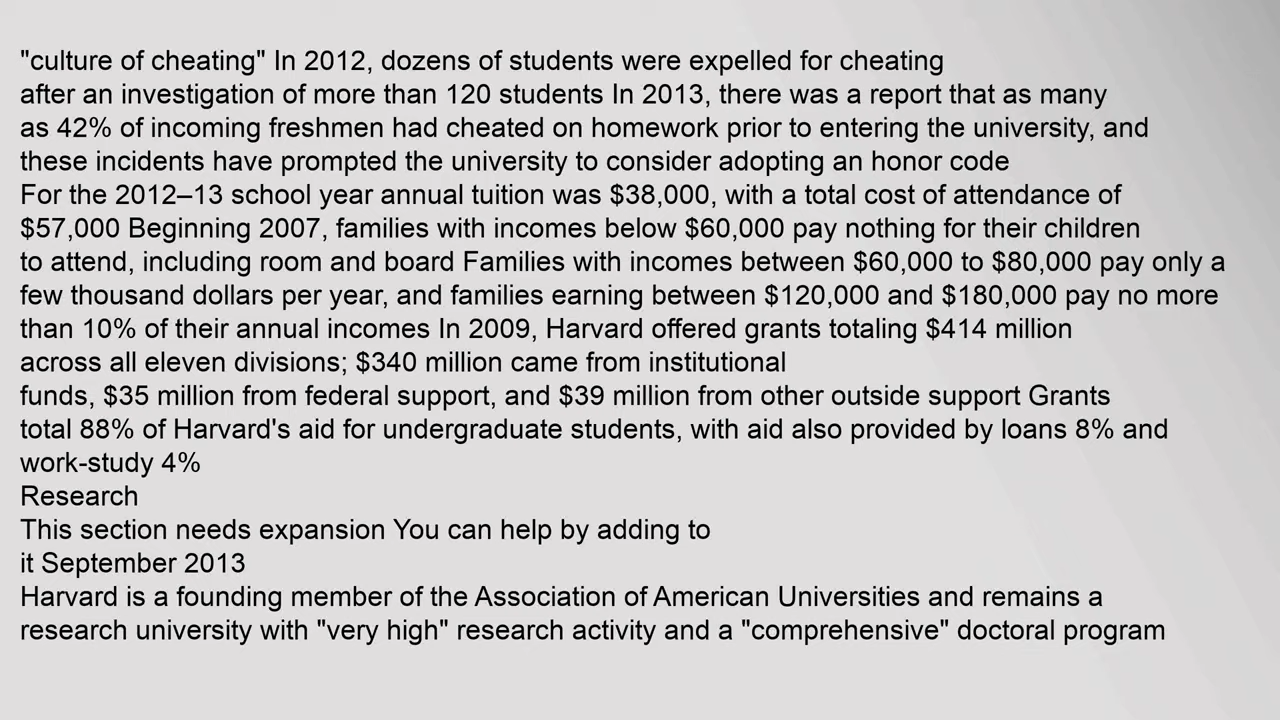 "culture of cheating" In 2012, dozens of students were expelled for cheating
after an investigation of more than 120 students In 2013, there was a report that as many
as 42% of incoming freshmen had cheated on homework prior to entering the university, and
these incidents have prompted the university to consider adopting an honor code
For the 2012–13 school year annual tuition was $38,000, with a total cost of attendance of
$57,000 Beginning 2007, families with incomes below $60,000 pay nothing for their children
to attend, including room and board Families with incomes between $60,000 to $80,000 pay only a
few thousand dollars per year, and families earning between $120,000 and $180,000 pay no more
than 10% of their annual incomes In 2009, Harvard offered grants totaling $414 million
across all eleven divisions; $340 million came from institutional
funds, $35 million from federal support, and $39 million from other outside support Grants
total 88% of Harvard's aid for undergraduate students, with aid also provided by loans 8% and
work-study 4%
Research
This section needs expansion You can help by adding to
it September 2013
Harvard is a founding member of the Association of American Universities and remains a
research university with "very high" research activity and a "comprehensive" doctoral program